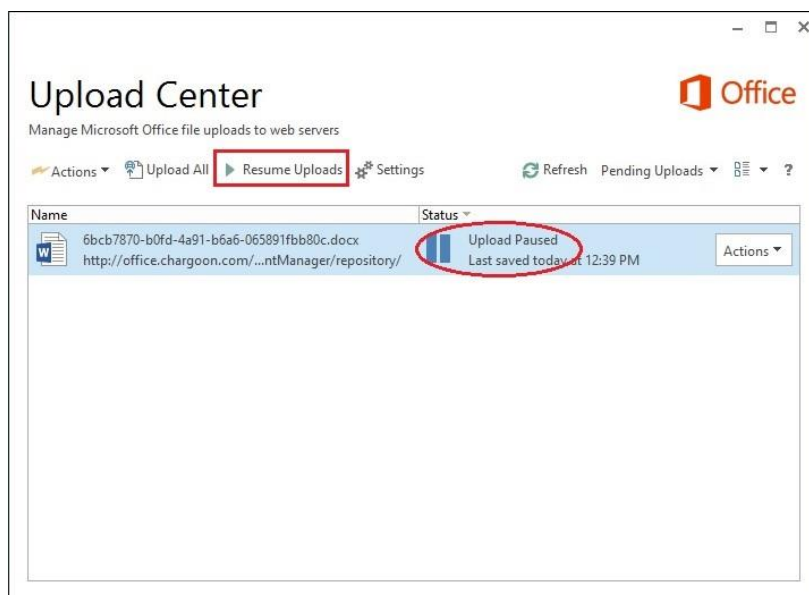 Upload Center
Office
Manage Microsoft Office file uploads to web servers
Actions Upload All Resume Uploads Settings Refresh Pending Uploads ?
Name Status
6bcb7870-b0fd-4a91-b6a6-065891fbb80c.docx Upload Paused
http://office.chargoon.com/...ntManager/repository/ Last saved today at 12:39 PM
Actions